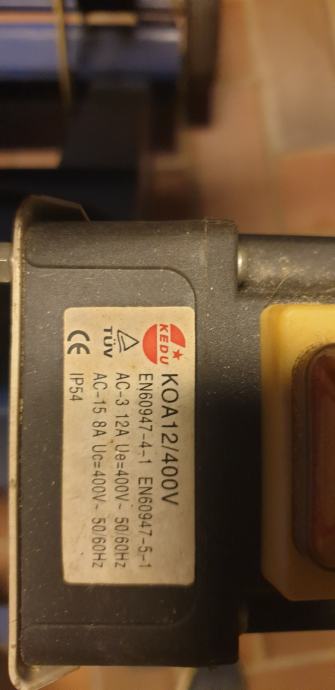 KEDU KOA12/400V
EN60947-4-1 EN60947-5-1
AC-3 12A Ue=400V~ 50/60Hz
TÜV AC-15 8A Uc=400V~ 50/60Hz
CE IP54